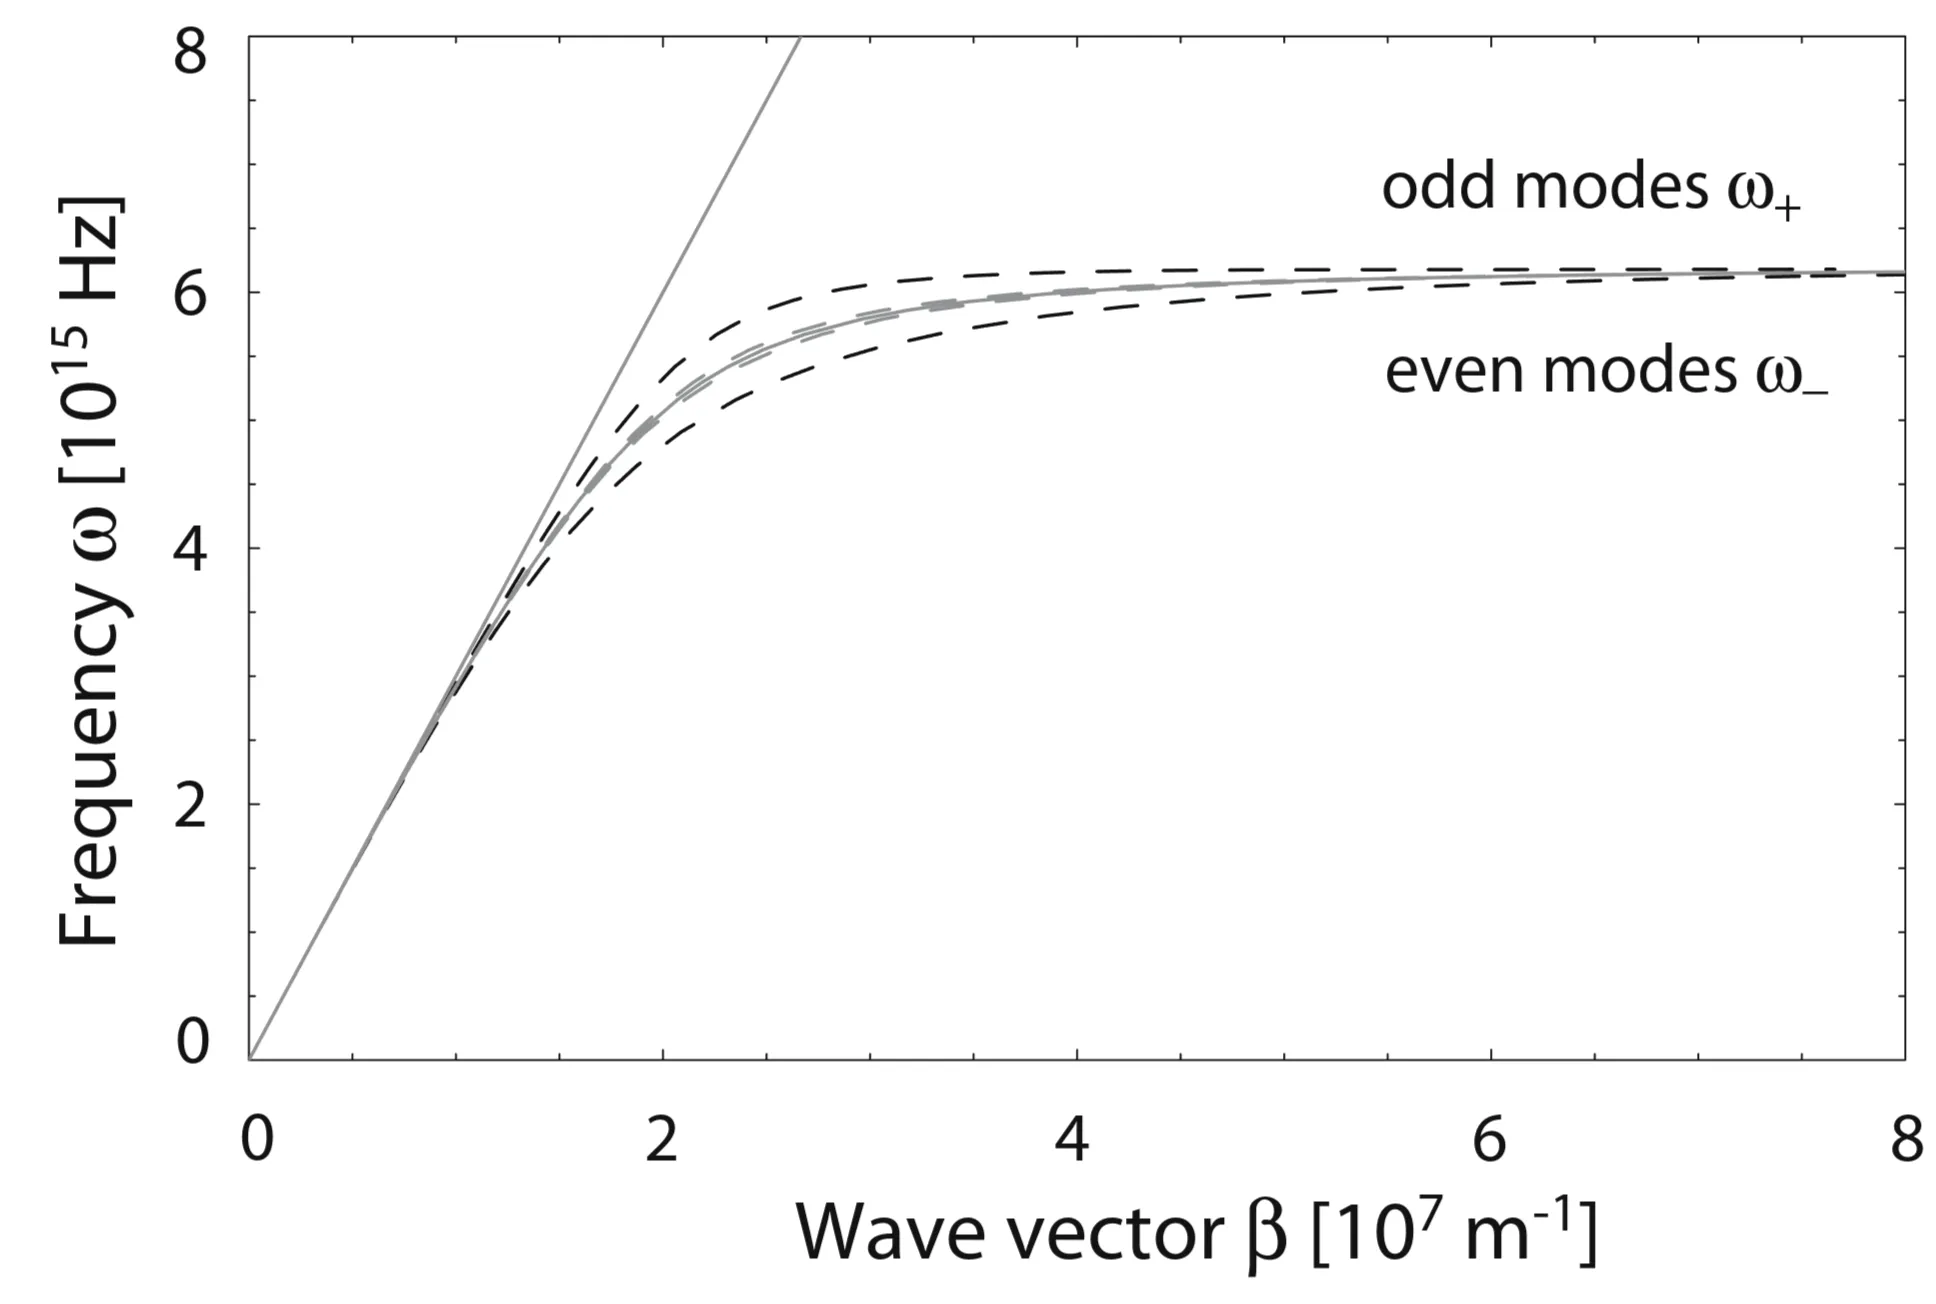 8
6
4
2
0
Frequency ω [10¹⁵ Hz]
odd modes ω₊
even modes ω₋
0 2 4 6 8
Wave vector β [10⁷ m⁻¹]